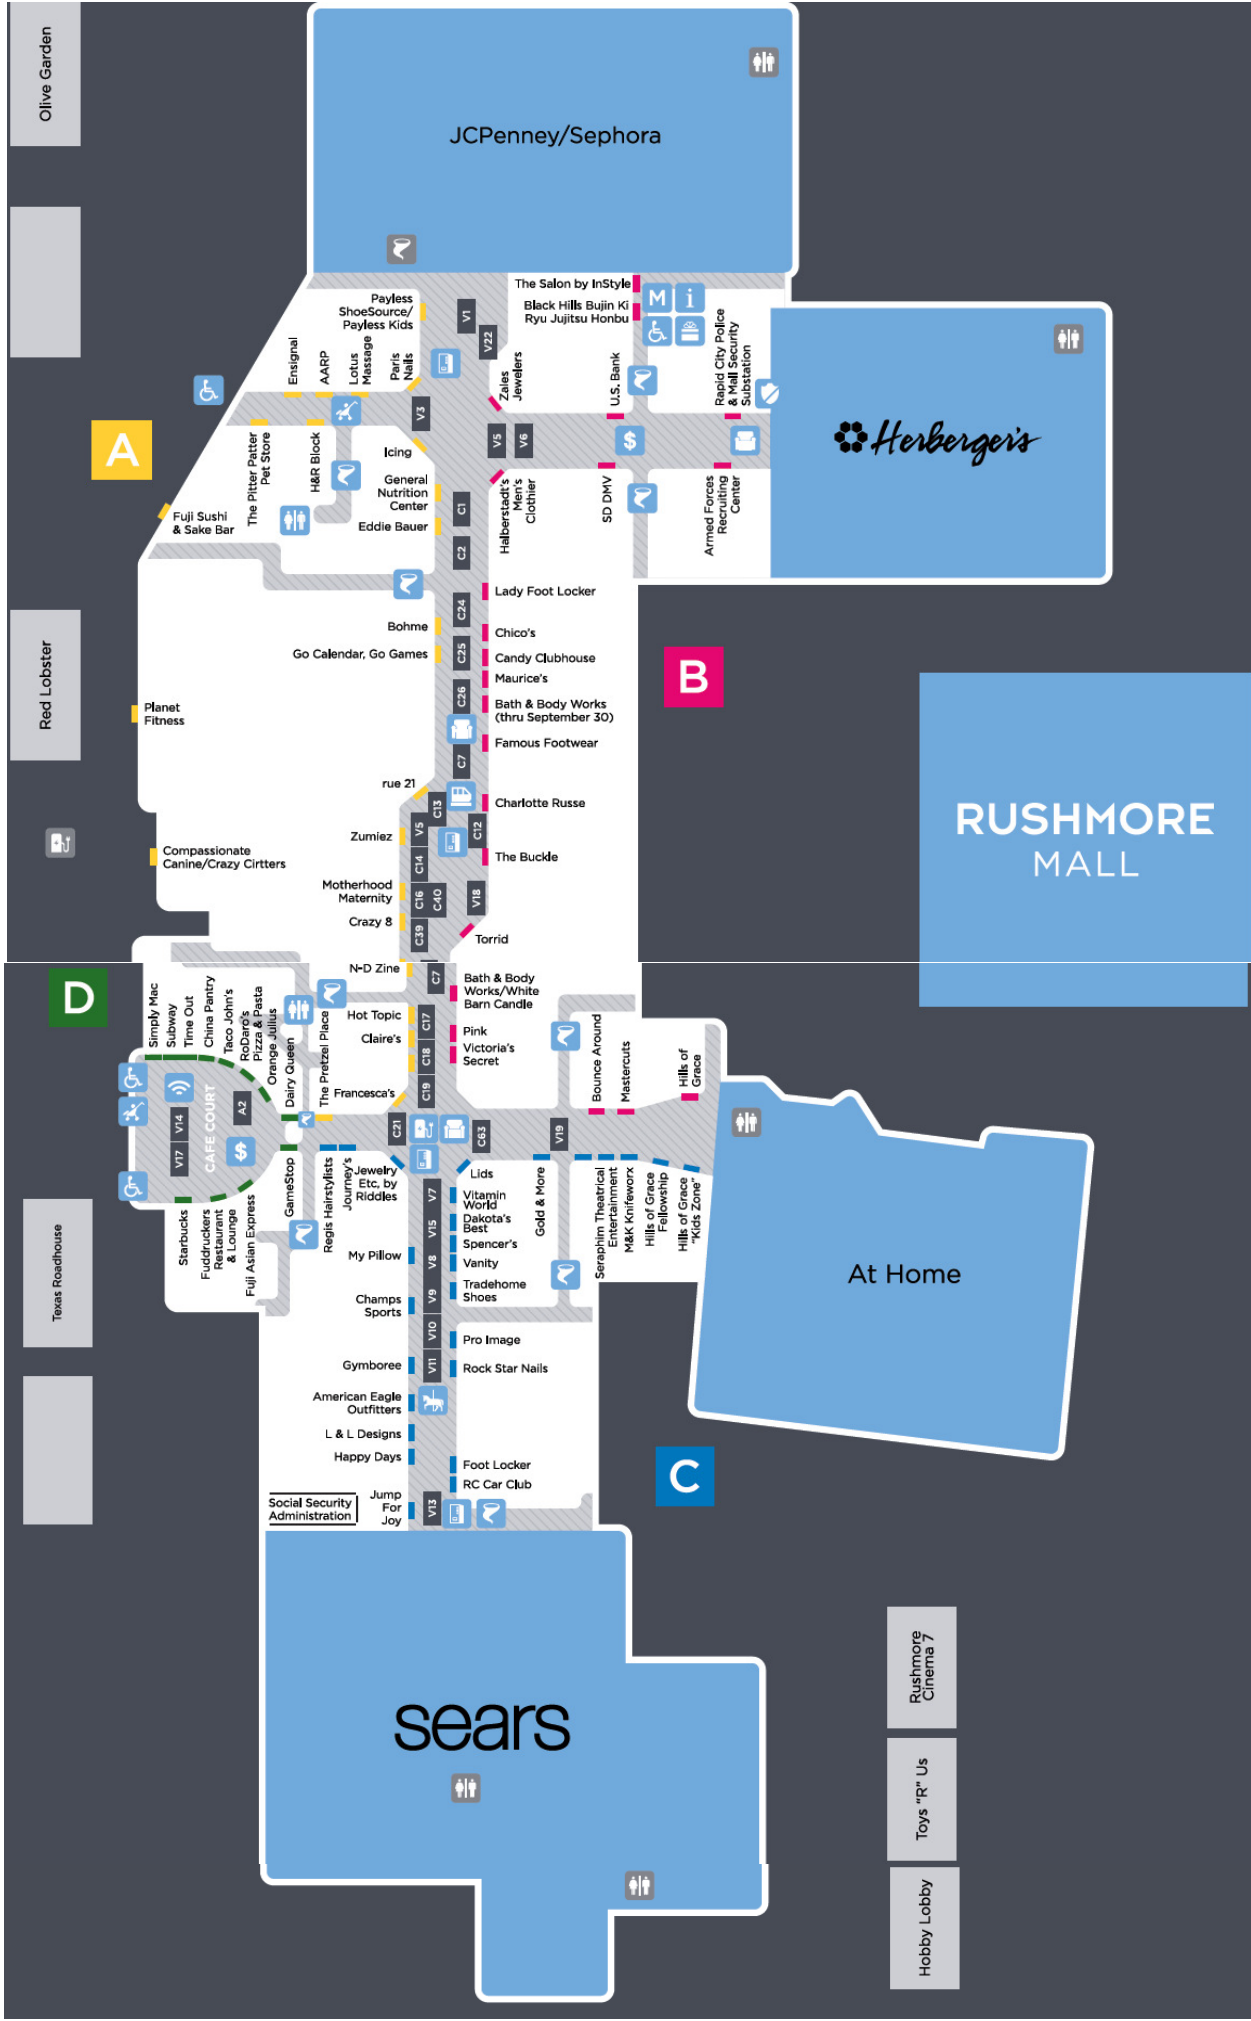 Olive Garden
JCPenney/Sephora
Payless
ShoeSource/
Payless Kids
V1
V22
The Salon by InStyle
Black Hills Bujin Ki
Ryu Jujitsu Honbu
M
i
Ensignal
AARP
Lotus
Massage
Paris
Nails
Zales
Jewelers
U.S. Bank
Rapid City Police
& Mall Security
Substation
A
V3
V5
V6
$
Herberger's
The Pitter Patter
Pet Store
H&R Block
Icing
General
Nutrition
Center
Eddie Bauer
C1
C2
Halberstadt's
Men's
Clothier
SD DMV
Armed Forces
Recruiting
Center
Fuji Sushi
& Sake Bar
Lady Foot Locker
C24
Bohme
Chico's
Go Calendar, Go Games
C25
Candy Clubhouse
Maurice's
C26
Bath & Body Works
(thru September 30)
B
Red Lobster
Planet
Fitness
Famous Footwear
C7
rue 21
C13
Charlotte Russe
Zumiez
V5
C12
C14
The Buckle
RUSHMORE
MALL
Compassionate
Canine/Crazy Cirtters
Motherhood
Maternity
C16
C40
V18
Crazy 8
C39
Torrid
N-D Zine
C7
Bath & Body
Works/White
Barn Candle
D
Simply Mac
Subway
Time Out
China Pantry
Taco John's
RoDaro's
Pizza & Pasta
Orange Julius
Dairy Queen
The Pretzel Place
Hot Topic
C17
Claire's
C18
Pink
Victoria's
Secret
Francesca's
C19
Bounce Around
Mastercuts
Hills of
Grace
CAFE COURT
A2
V14
V17
$
C21
C63
V19
Starbucks
Fuddruckers
Restaurant
& Lounge
Fuji Asian Express
GameStop
Regis Hairstylists
Journey's
Jewelry
Etc, by
Riddles
Lids
V7
Vitamin
World
V15
Dakota's
Best
Spencer's
My Pillow
V8
Vanity
Gold & More
Seraphim Theatrical
Entertainment
M&K Knifeworx
Hills of Grace
Fellowship
Hills of Grace
"Kids Zone"
At Home
Texas Roadhouse
Champs
Sports
V9
Tradehome
Shoes
V10
Pro Image
Gymboree
V11
Rock Star Nails
American Eagle
Outfitters
L & L Designs
Happy Days
Foot Locker
RC Car Club
C
Social Security
Administration
Jump
For
Joy
V13
sears
Rushmore
Cinema 7
Toys "R" Us
Hobby Lobby